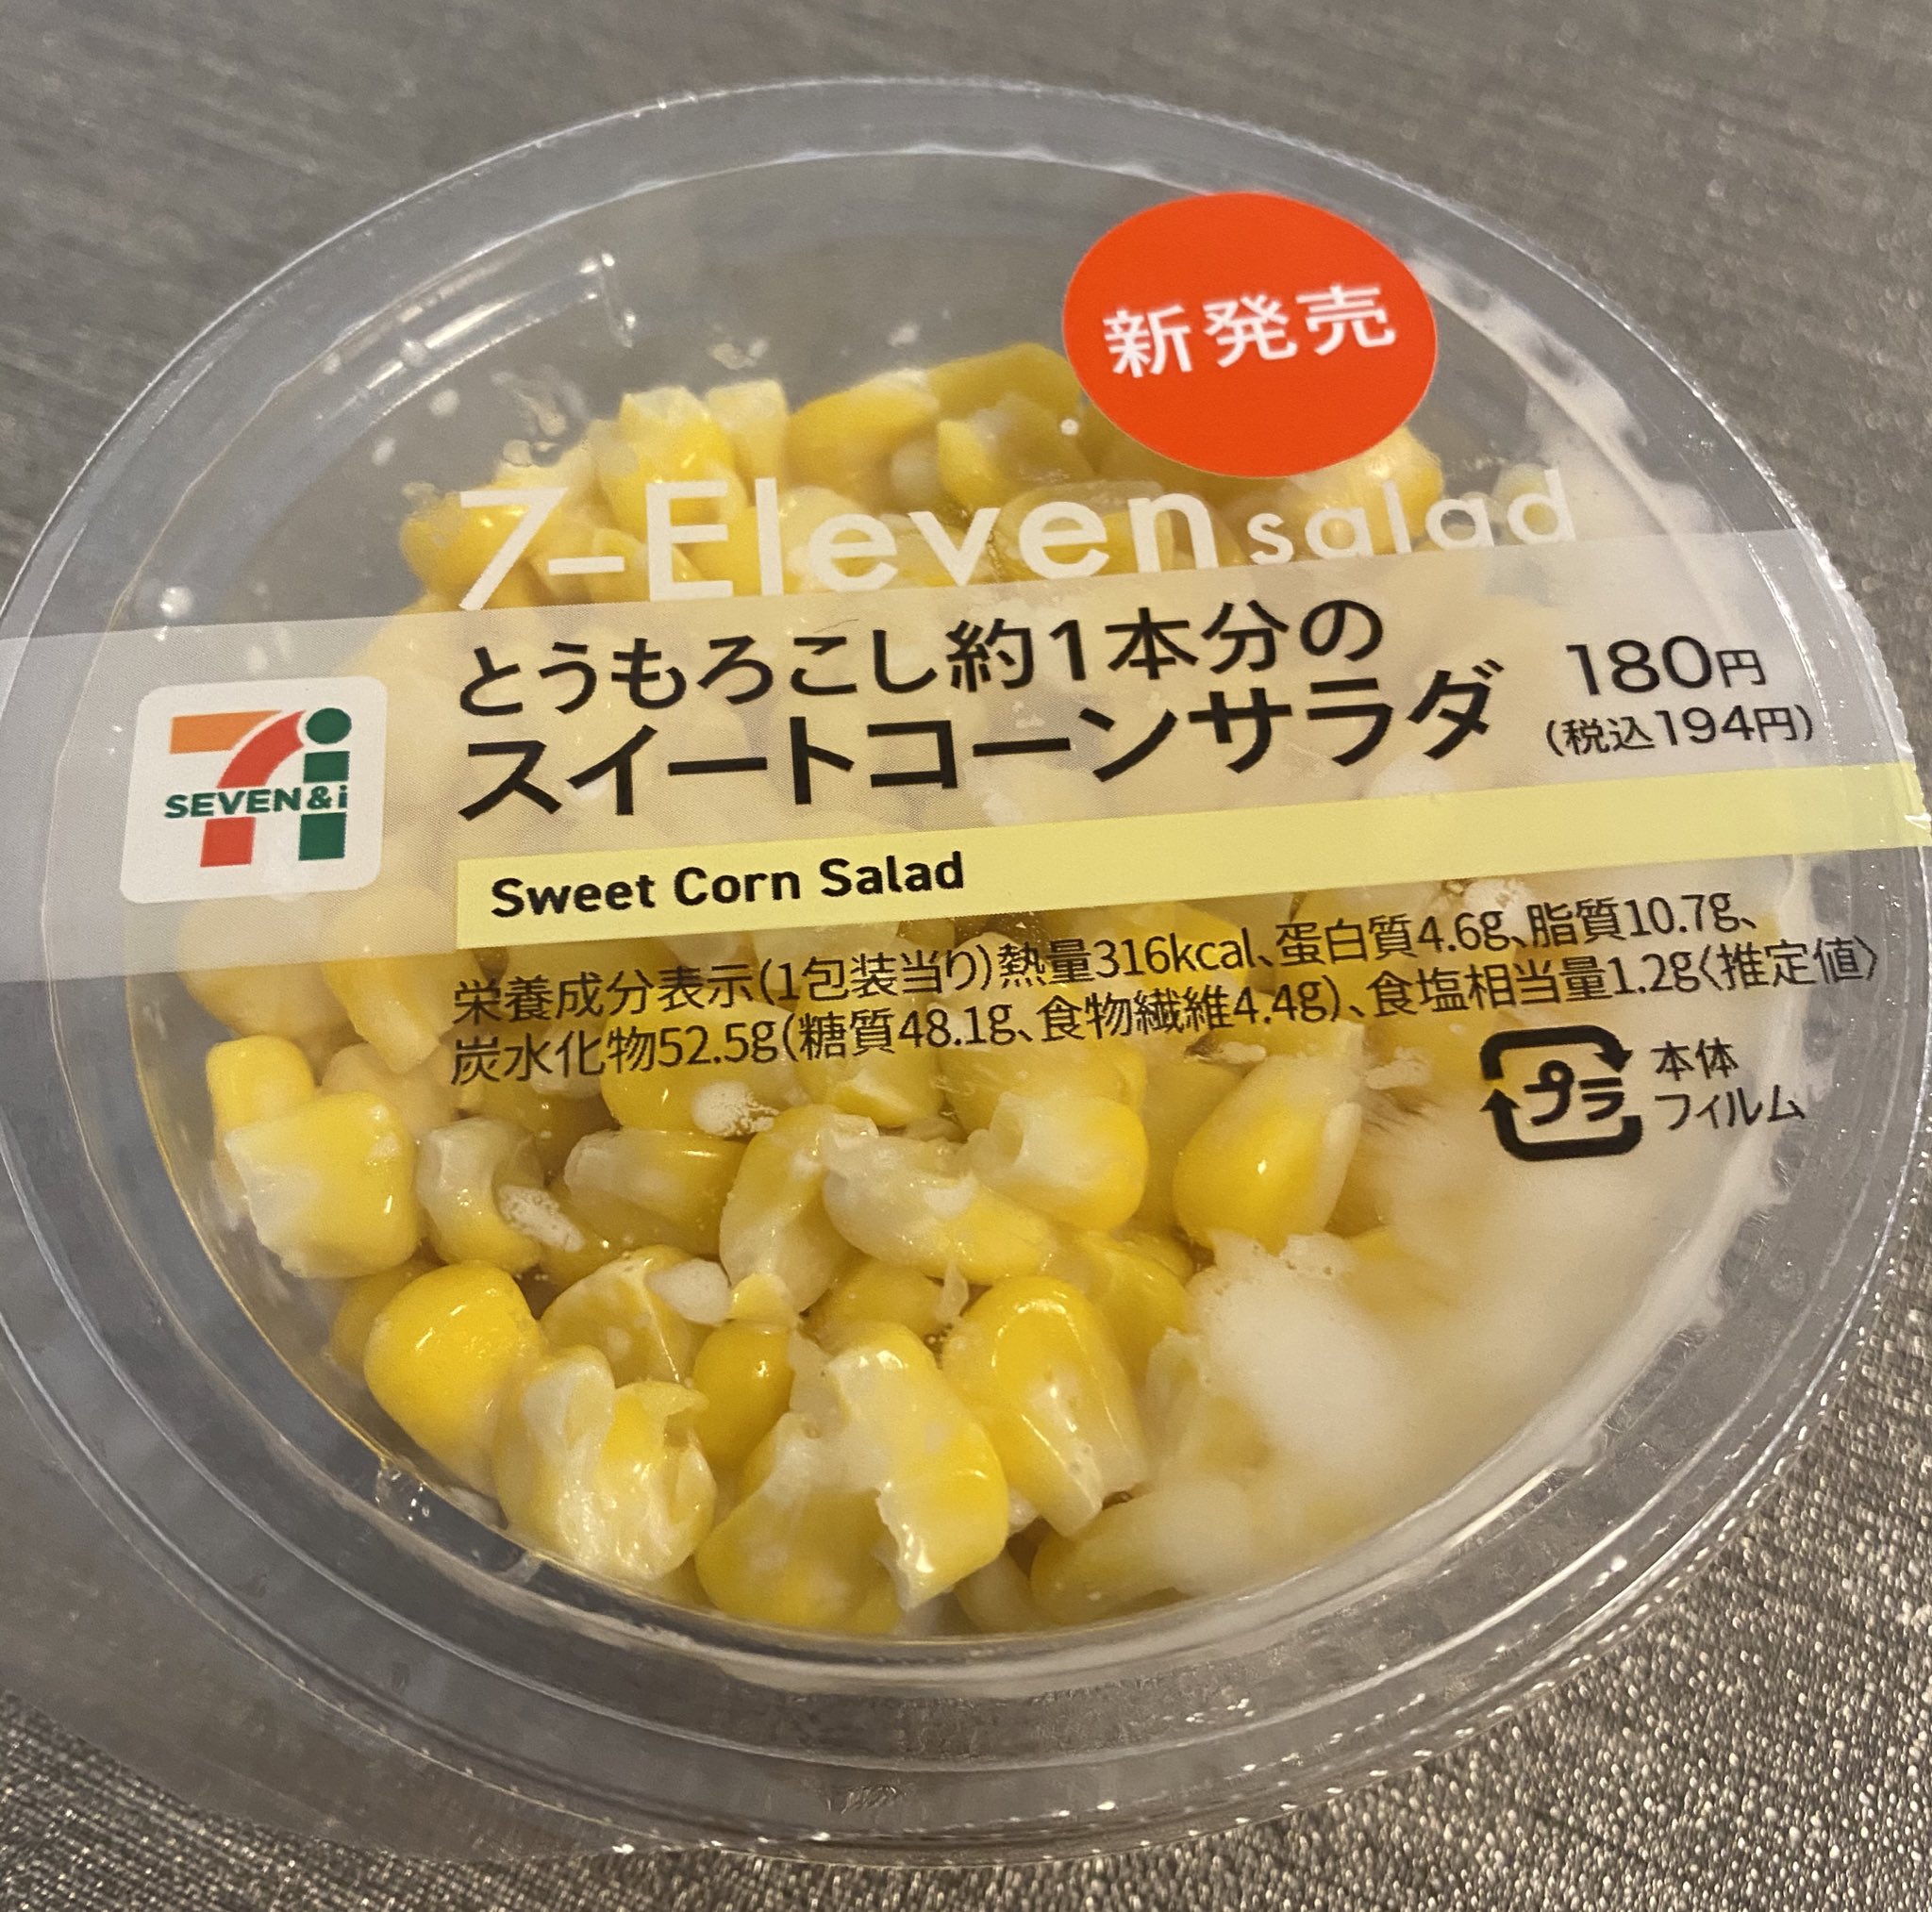 新発売
7-Eleven salad
とうもろこし約1本分の
スイートコーンサラダ
180円
(税込194円)
SEVEN&i
Sweet Corn Salad
栄養成分表示(1包装当り)熱量316kcal、蛋白質4.6g、脂質10.7g、
炭水化物52.5g(糖質48.1g、食物繊維4.4g)、食塩相当量1.2g〈推定値〉
プラ
本体
フィルム